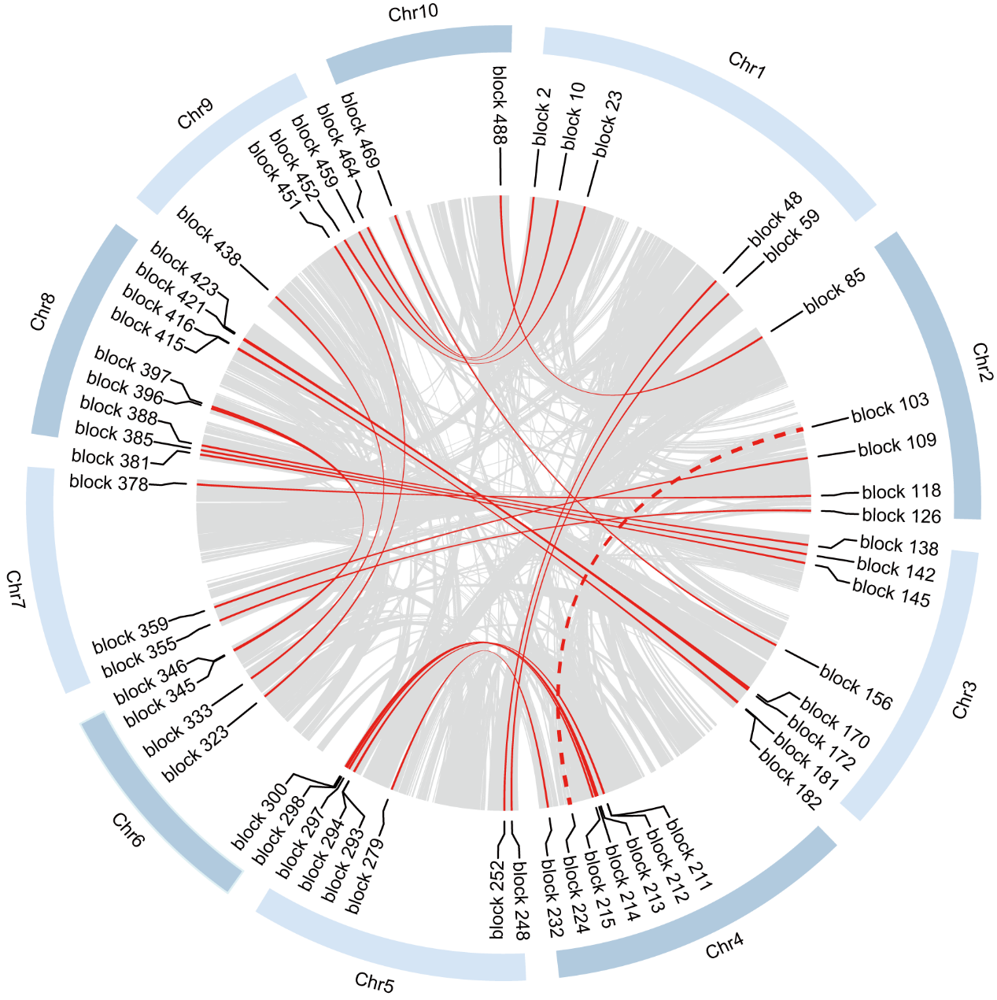 Chr10
Chr1
Chr9
Chr2
Chr8
Chr7
Chr3
Chr6
Chr4
Chr5
block 488
block 2
block 10
block 23
block 48
block 59
block 85
block 103
block 109
block 118
block 126
block 138
block 142
block 145
block 156
block 170
block 172
block 181
block 182
block 211
block 212
block 213
block 214
block 215
block 224
block 232
block 248
block 252
block 279
block 293
block 294
block 297
block 298
block 300
block 323
block 333
block 345
block 346
block 355
block 359
block 378
block 381
block 385
block 388
block 396
block 397
block 415
block 416
block 421
block 423
block 438
block 451
block 452
block 459
block 464
block 469